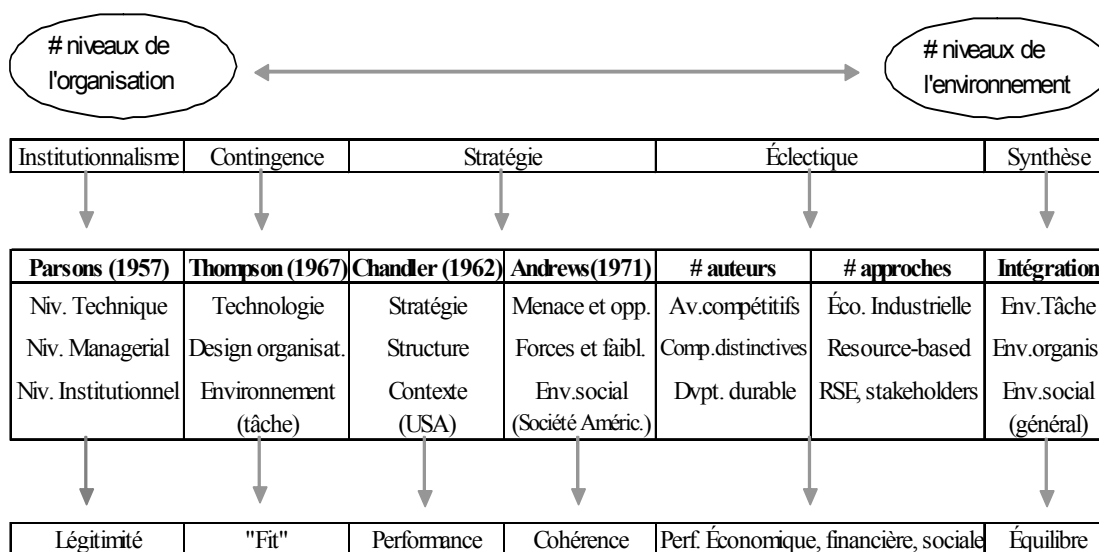 # niveaux de
l'organisation
# niveaux de
l'environnement
Institutionnalisme Contingence Stratégie Éclectique Synthèse
Parsons (1957) Thompson (1967) Chandler (1962) Andrews(1971) # auteurs # approches Intégration
Niv. Technique Technologie Stratégie Menace et opp. Av.compétitifs Éco. Industrielle Env.Tâche
Niv. Managerial Design organisat. Structure Forces et faibl. Comp.distinctives Resource-based Env.organis
Niv. Institutionnel Environnement Contexte Env.social Dvpt. durable RSE, stakeholders Env.social
(tâche) (USA) (Société Améric.) (général)
Légitimité "Fit" Performance Cohérence Perf. Économique, financière, sociale Équilibre